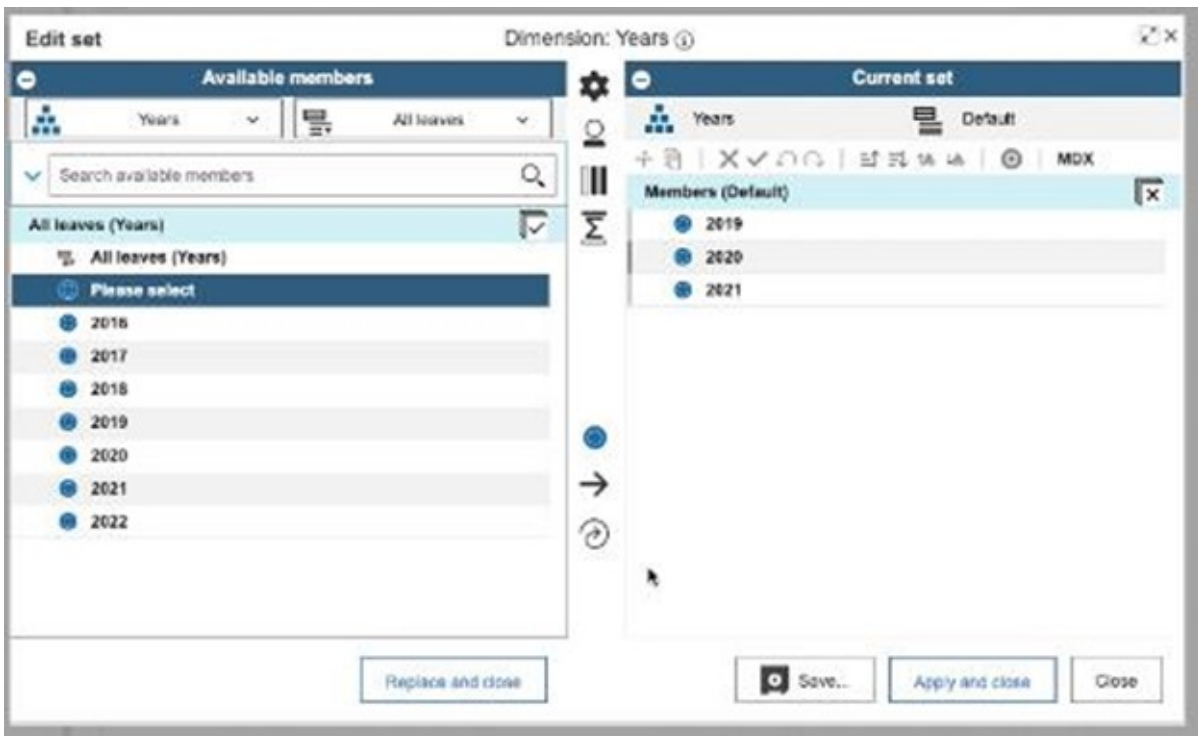 Edit set
Dimension: Years
Available members
Years
All leaves
Search available members
All leaves (Years)
All leaves (Years)
Please select
2016
2017
2018
2019
2020
2021
2022
Replace and close
Current set
Years
Default
MDX
Members (Default)
2019
2020
2021
Save...
Apply and close
Close